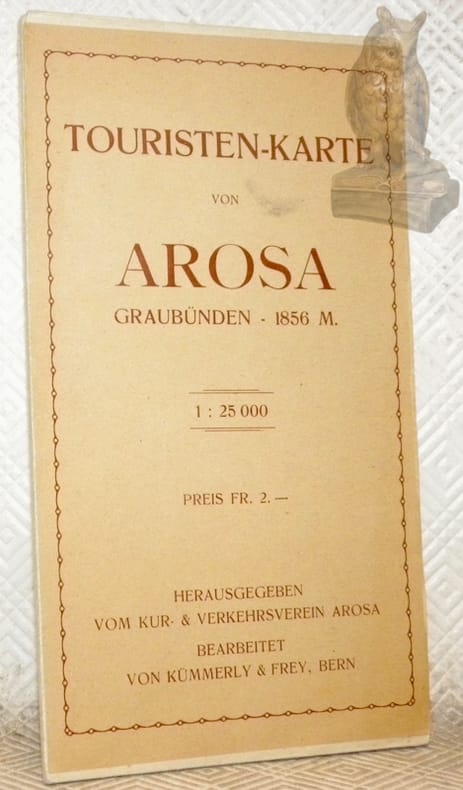 TOURISTEN-KARTE
VON
AROSA
GRAUBÜNDEN - 1856 M.
1 : 25 000
PREIS FR. 2. —
HERAUSGEGEBEN
VOM KUR- & VERKEHRSVEREIN AROSA
BEARBEITET
VON KÜMMERLY & FREY, BERN